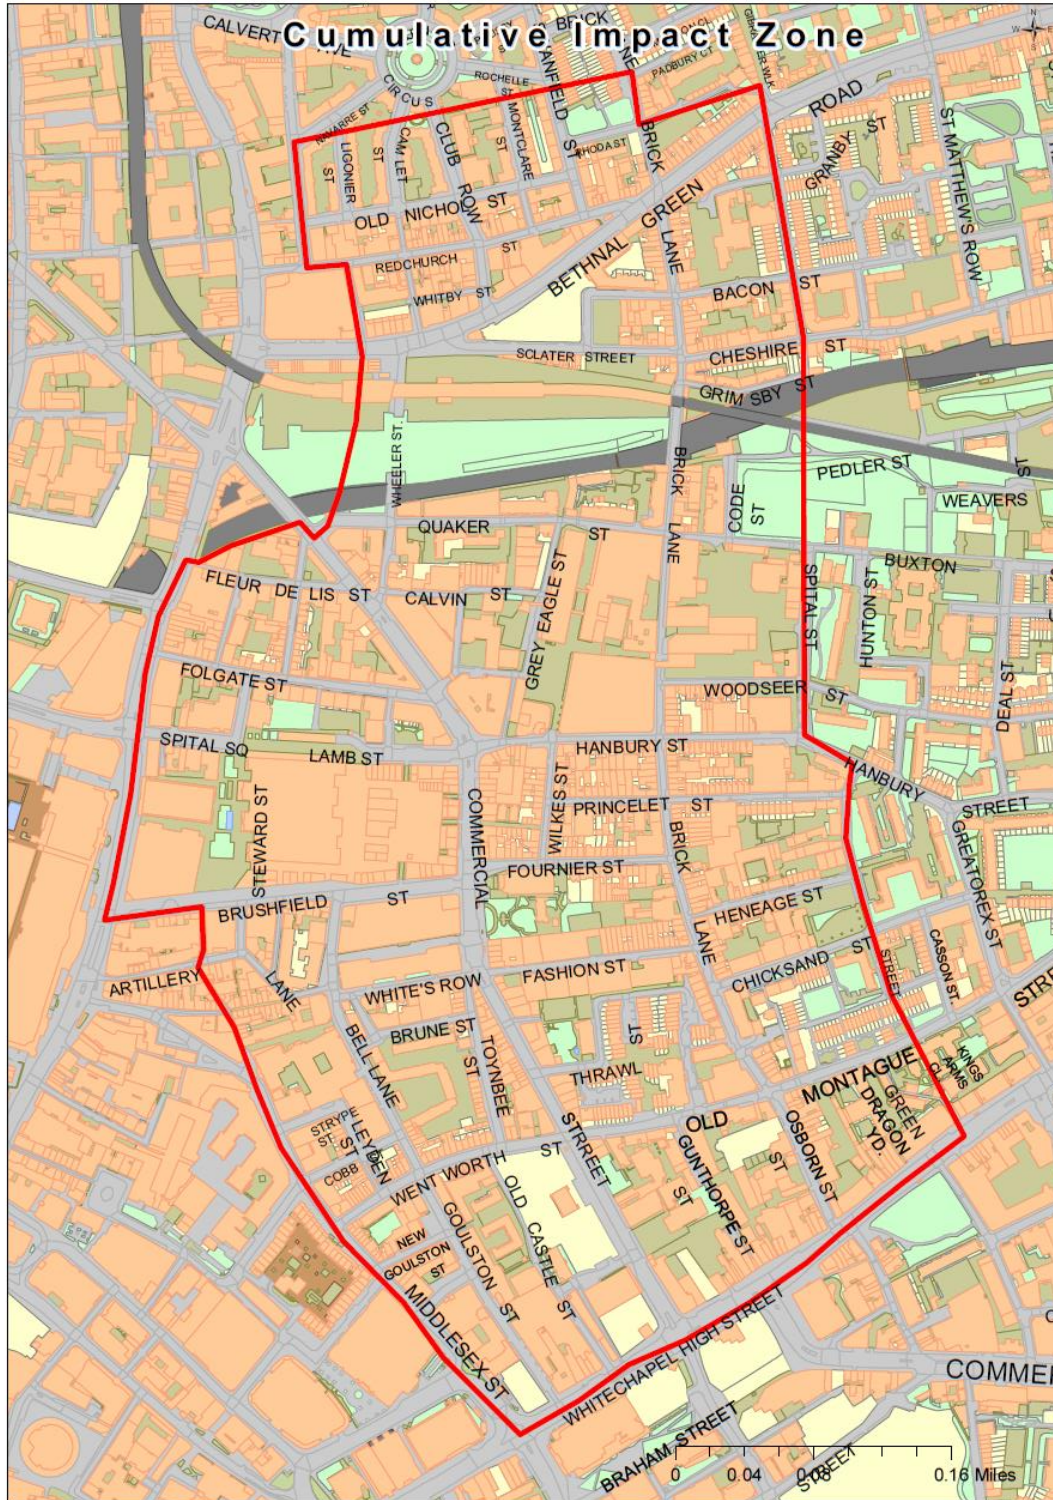 Cumulative Impact Zone
CALVERT AVE
BRICK
LANE
PADBURY CT
ROCHELLE
ST
CIRCUS
NAVARRE ST
LIGONIER
ST
CAMLET
ST
CLUB
ROW
MONTCLARE
ST
RHODA ST
BRICK
LANE
BETHNAL GREEN
ROAD
GRANBY ST
ST MATTHEW'S ROW
OLD NICHOL ST
REDCHURCH ST
WHITBY ST
BACON ST
SCLATER STREET
CHESHIRE ST
GRIMSBY ST
WHEELER ST.
BRICK
LANE
CODE
ST
PEDLER ST
WEAVERS
ST
QUAKER
ST
BUXTON
FLEUR DE LIS ST
CALVIN ST
GREY EAGLE ST
SPITAL ST
HUNTON ST
DEAL ST
FOLGATE ST
WOODSEER ST
SPITAL SQ
LAMB ST
HANBURY ST
HANBURY
STREET
STEWARD ST
COMMERCIAL
WILKES ST
PRINCELET ST
BRICK
LANE
GREATOREX ST
FOURNIER ST
BRUSHFIELD ST
HENEAGE ST
ARTILLERY
LANE
WHITE'S ROW
FASHION ST
CHICKSAND ST
STREET
CASSON ST.
BELL LANE
BRUNE ST
TOYNBEE
ST
THRAWL
ST
OLD
MONTAGUE
STRE
KINGS
ARMS
GREEN
DRAGON
YD.
STRYPE
ST
LEYDEN
ST
COBB
WENTWORTH ST
STRREET
GUNTHORPE ST
ST
OSBORN ST
ST
OLD CASTLE ST
NEW
GOULSTON
ST
GOULSTON ST
MIDDLESEX ST
WHITECHAPEL HIGH STREET
COMMER
BRAHAM STREET
STREET
0 0.04 0.08 0.16 Miles